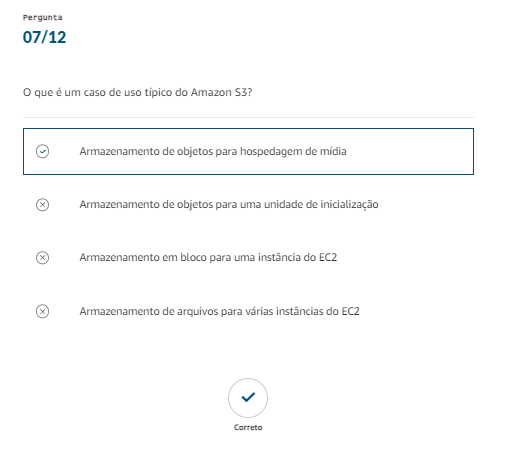 Pergunta
07/12
O que é um caso de uso típico do Amazon S3?
Armazenamento de objetos para hospedagem de mídia
Armazenamento de objetos para uma unidade de inicialização
Armazenamento em bloco para uma instância do EC2
Armazenamento de arquivos para várias instâncias do EC2
Correto